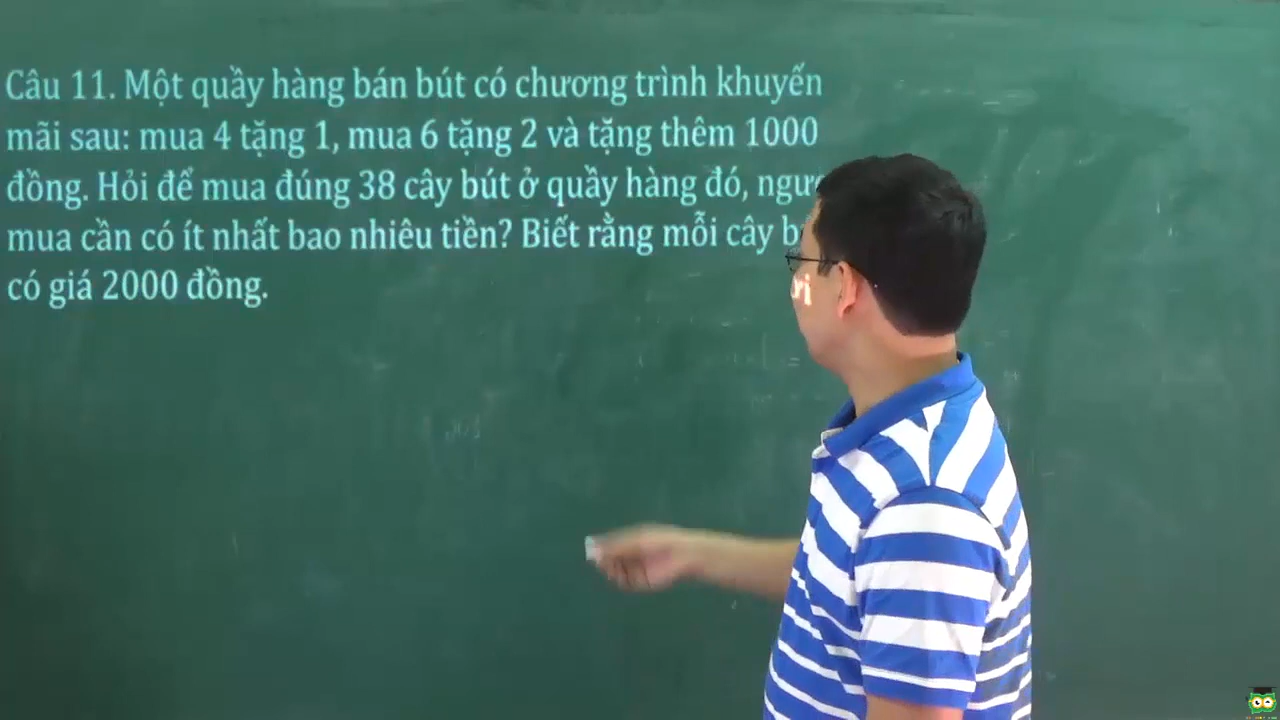 Câu 11. Một quầy hàng bán bút có chương trình khuyến
mãi sau: mua 4 tặng 1, mua 6 tặng 2 và tặng thêm 1000
đồng. Hỏi để mua đúng 38 cây bút ở quầy hàng đó,
mua cần có ít nhất bao nhiêu tiền? Biết rằng mỗi cây
có giá 2000 đồng.